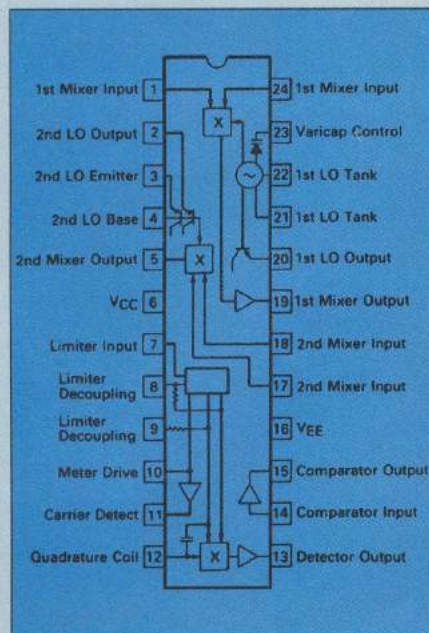 1st Mixer Input 1 24 1st Mixer Input
X
2nd LO Output 2 23 Varicap Control
2nd LO Emitter 3 22 1st LO Tank
2nd LO Base 4 21 1st LO Tank
2nd Mixer Output 5 X 20 1st LO Output
VCC 6 19 1st Mixer Output
Limiter Input 7 18 2nd Mixer Input
Limiter
Decoupling 8 17 2nd Mixer Input
Limiter
Decoupling 9 16 VEE
Meter Drive 10 15 Comparator Output
Carrier Detect 11 14 Comparator Input
Quadrature Coil 12 X 13 Detector Output